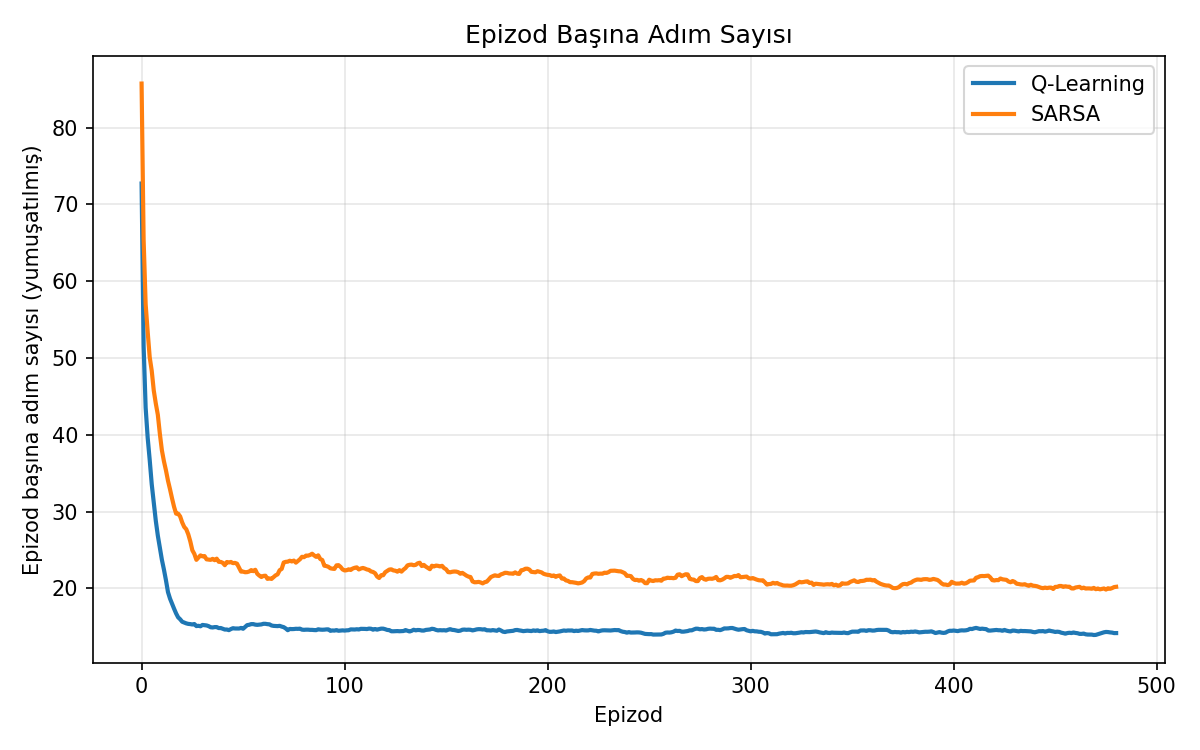 Epizod Başına Adım Sayısı
Q-Learning
SARSA
Epizod başına adım sayısı (yumuşatılmış)
80
70
60
50
40
30
20
0
100
200
300
400
500
Epizod